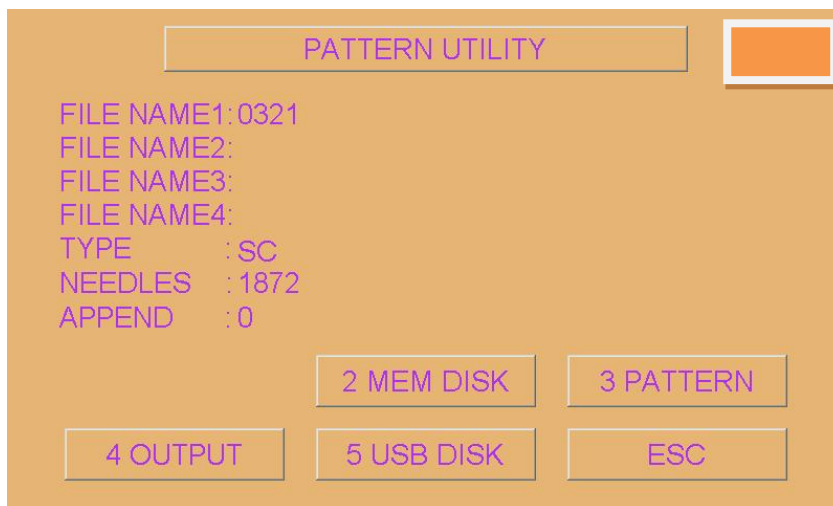 PATTERN UTILITY
FILE NAME1:0321
FILE NAME2:
FILE NAME3:
FILE NAME4:
TYPE :SC
NEEDLES :1872
APPEND :0
2 MEM DISK 3 PATTERN
4 OUTPUT 5 USB DISK ESC